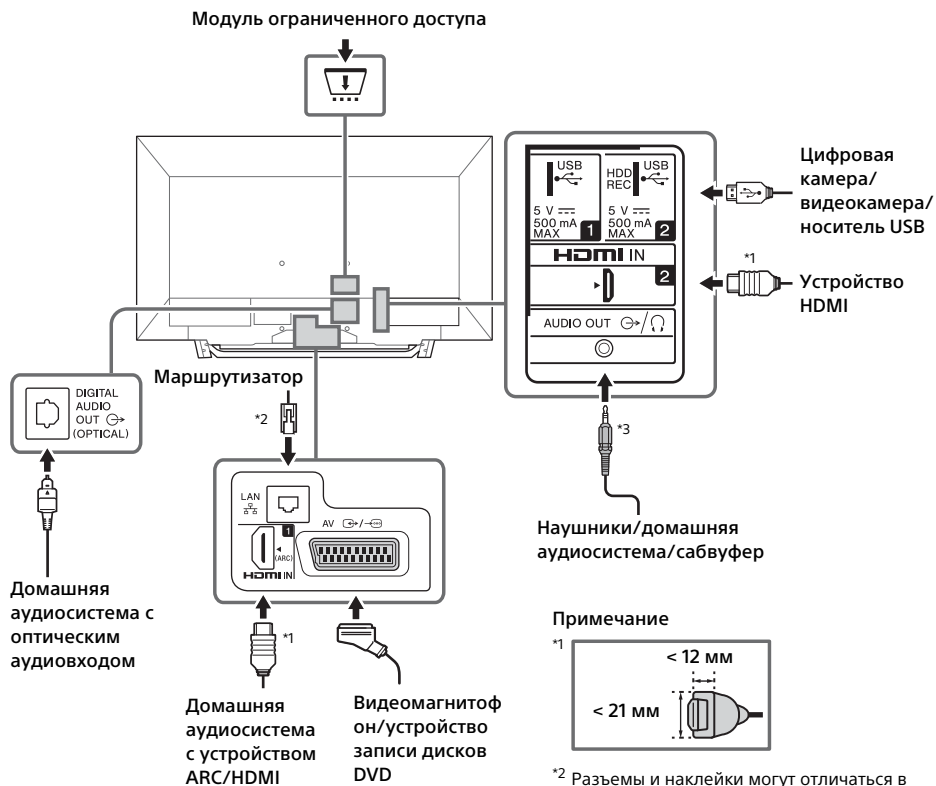 Модуль ограниченного доступа
USB
HDD
REC
USB
5 V
500 mA
MAX
1
5 V
500 mA
MAX
2
HDMI IN
2
AUDIO OUT
Цифровая
камера/
видеокамера/
носитель USB
*1
Устройство
HDMI
*3
Наушники/домашняя
аудиосистема/сабвуфер
DIGITAL
AUDIO
OUT
(OPTICAL)
Домашняя
аудиосистема с
оптическим
аудиовходом
Маршрутизатор
*2
LAN
AV
1
(ARC)
HDMI IN
*1
Домашняя
аудиосистема
с устройством
ARC/HDMI
Видеомагнитоф
он/устройство
записи дисков
DVD
Примечание
*1
< 12 мм
< 21 мм
*2 Разъемы и наклейки могут отличаться в